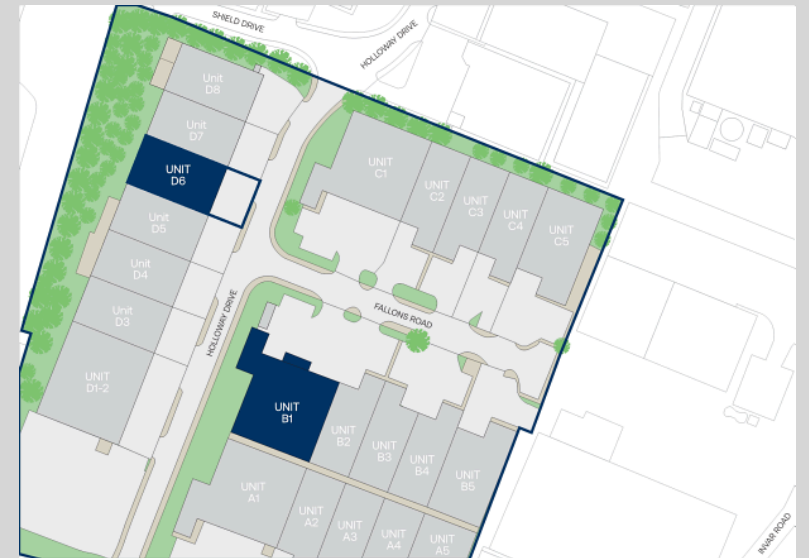 SHIELD DRIVE
HOLLOWAY DRIVE
Unit
D8
Unit
D7
UNIT
D6
Unit
D5
Unit
D4
Unit
D3
UNIT
D1-2
HOLLOWAY DRIVE
UNIT
C1
UNIT
C2
UNIT
C3
UNIT
C4
UNIT
C5
FALLONS ROAD
UNIT
B1
UNIT
B2
UNIT
B3
UNIT
B4
UNIT
B5
UNIT
A1
UNIT
A2
UNIT
A3
UNIT
A4
UNIT
A5
INVAR ROAD